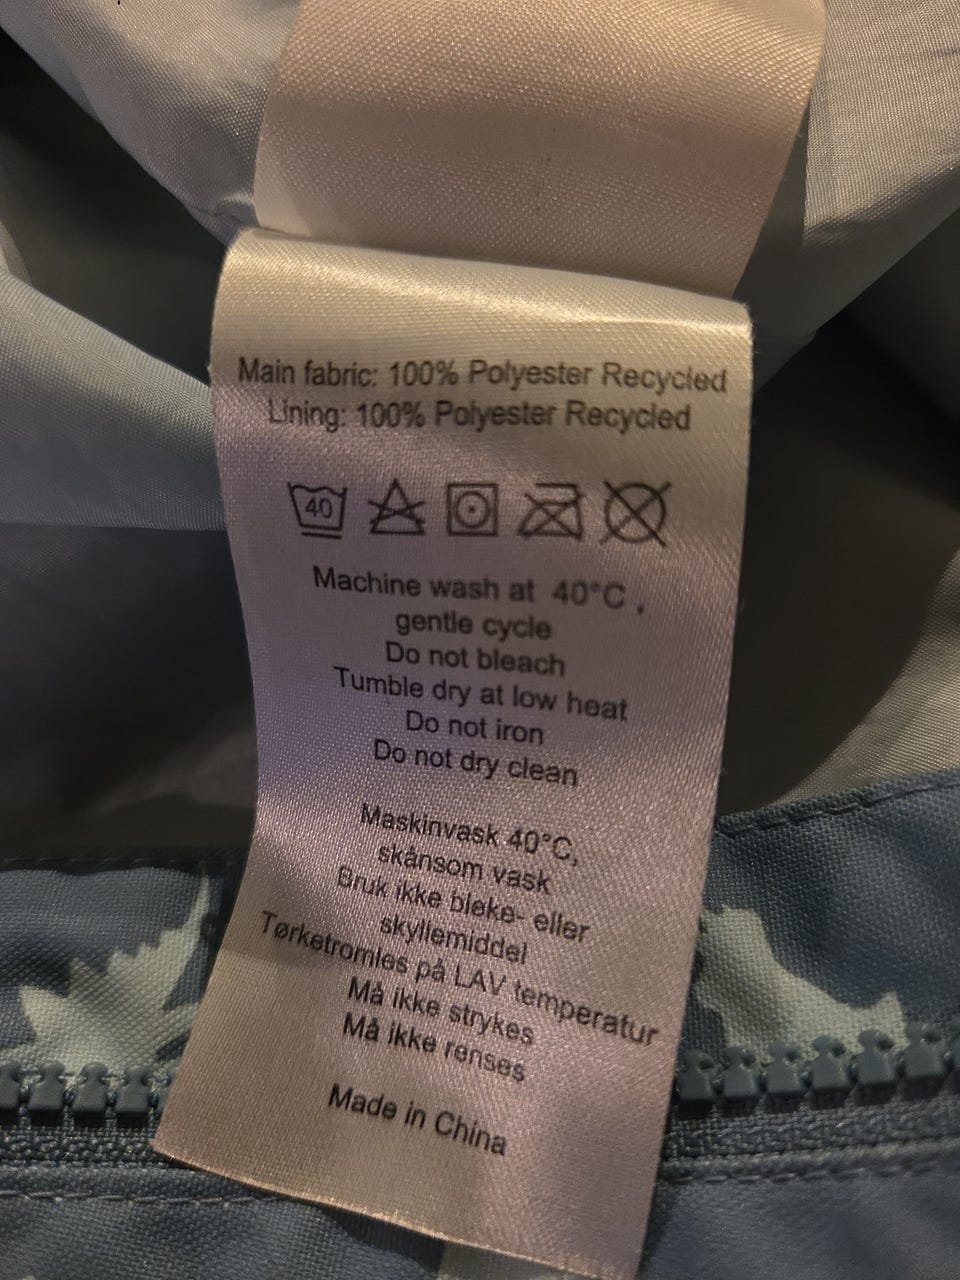 Main fabric: 100% Polyester Recycled
Lining: 100% Polyester Recycled
40
Machine wash at 40°C ,
gentle cycle
Do not bleach
Tumble dry at low heat
Do not iron
Do not dry clean
Maskinvask 40°C,
skånsom vask
Bruk ikke bleke- eller
skyllemiddel
Tørketromles på LAV temperatur
Må ikke strykes
Må ikke renses
Made in China